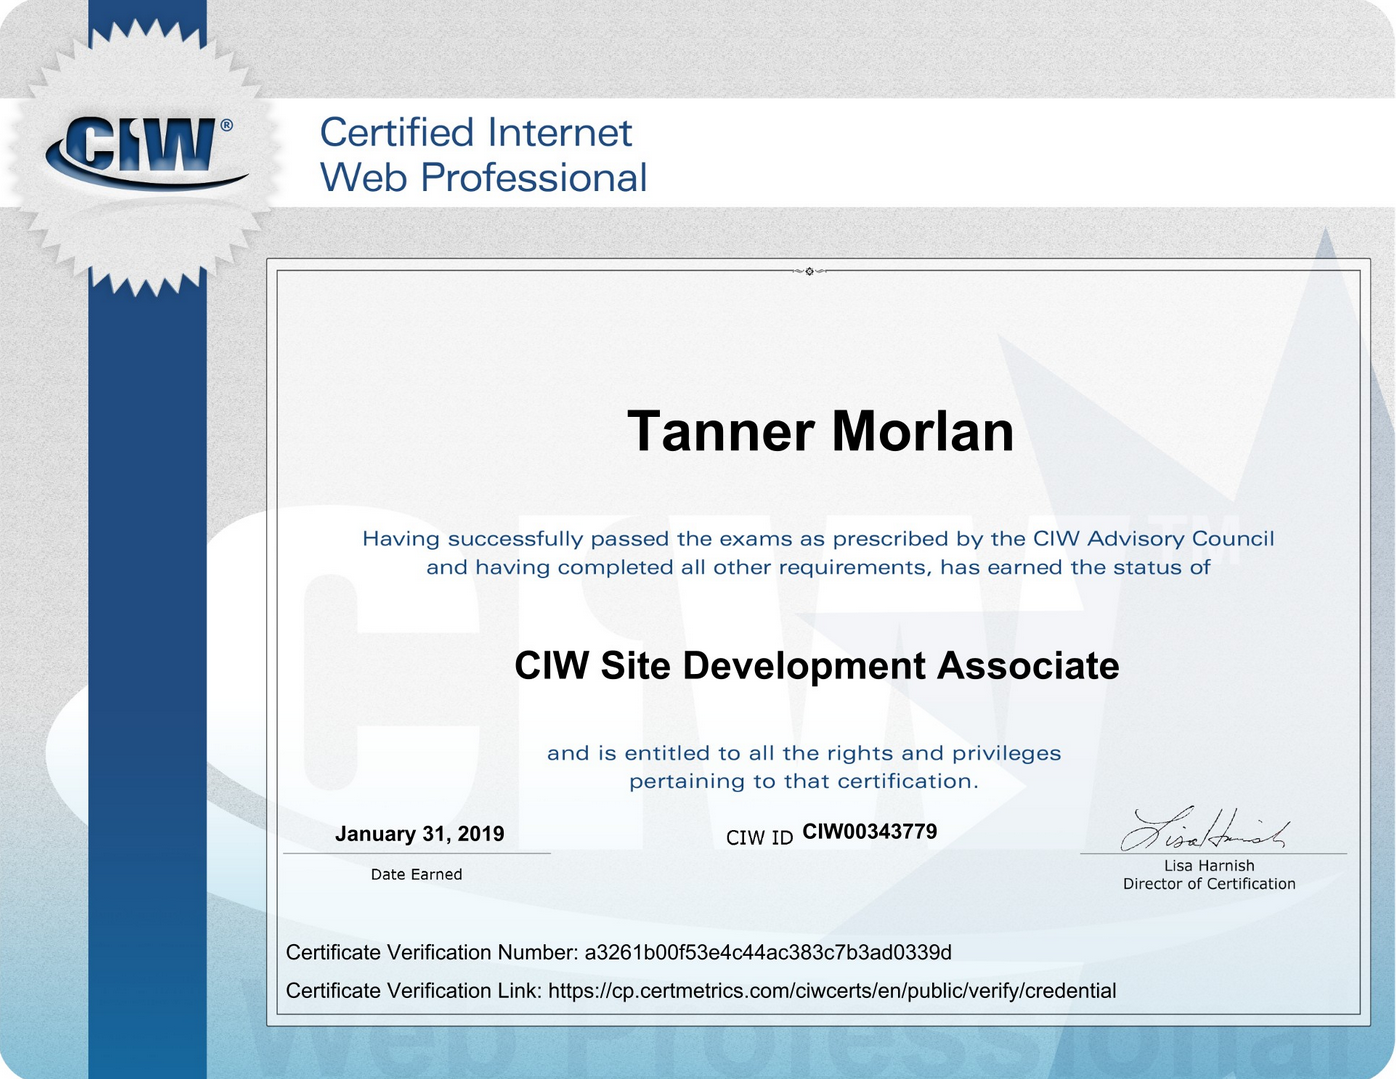 CIW®
Certified Internet
Web Professional
Tanner Morlan
Having successfully passed the exams as prescribed by the CIW Advisory Council
and having completed all other requirements, has earned the status of
CIW Site Development Associate
and is entitled to all the rights and privileges
pertaining to that certification.
January 31, 2019
Date Earned
CIW ID CIW00343779
Lisa Harnish
Lisa Harnish
Director of Certification
Certificate Verification Number: a3261b00f53e4c44ac383c7b3ad0339d
Certificate Verification Link: https://cp.certmetrics.com/ciwcerts/en/public/verify/credential
CIW™
Web Professional